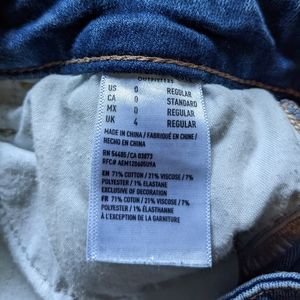 OUTFITTERS
US 0 REGULAR
CA 0 STANDARD
MX 0 REGULAR
UK 4 REGULAR
MADE IN CHINA / FABRIQUÉ EN CHINE /
HECHO EN CHINA
RN 54485/CA 03873
EN 71% COTTON / 21% VISCOSE / 7%
POLYESTER / 1% ELASTANE
EXCLUSIVE OF DECORATION
FR 71% COTON / 21% VISCOSE / 7%
POLYESTER / 1% ÉLASTHANNE
À L'EXCEPTION DE LA GARNITURE